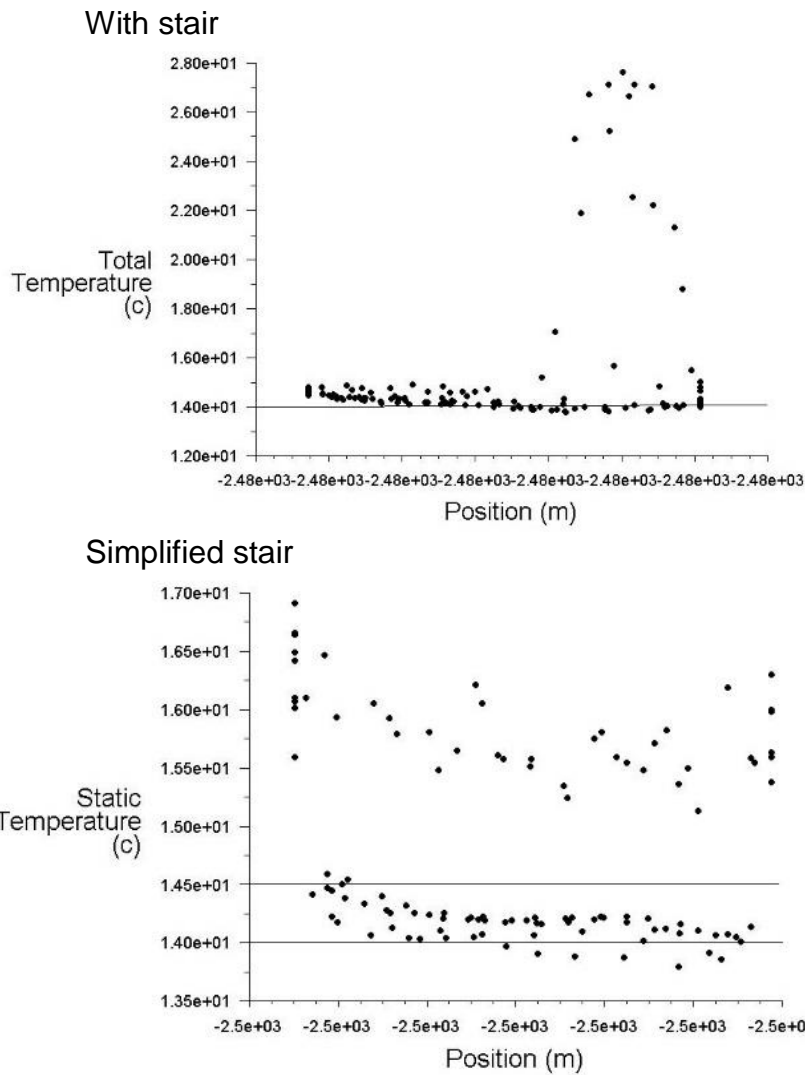 With stair
2.80e+01
2.60e+01
2.40e+01
2.20e+01
2.00e+01
1.80e+01
1.60e+01
1.40e+01
1.20e+01
Total
Temperature
(c)
-2.48e+03-2.48e+03-2.48e+03-2.48e+03-2.48e+03-2.48e+03-2.48e+03-2.48e+03
Position (m)
Simplified stair
1.70e+01
1.65e+01
1.60e+01
1.55e+01
1.50e+01
1.45e+01
1.40e+01
1.35e+01
Static
Temperature
(c)
-2.5e+03 -2.5e+03 -2.5e+03 -2.5e+03 -2.5e+03 -2.5e+03 -2.5e+0
Position (m)